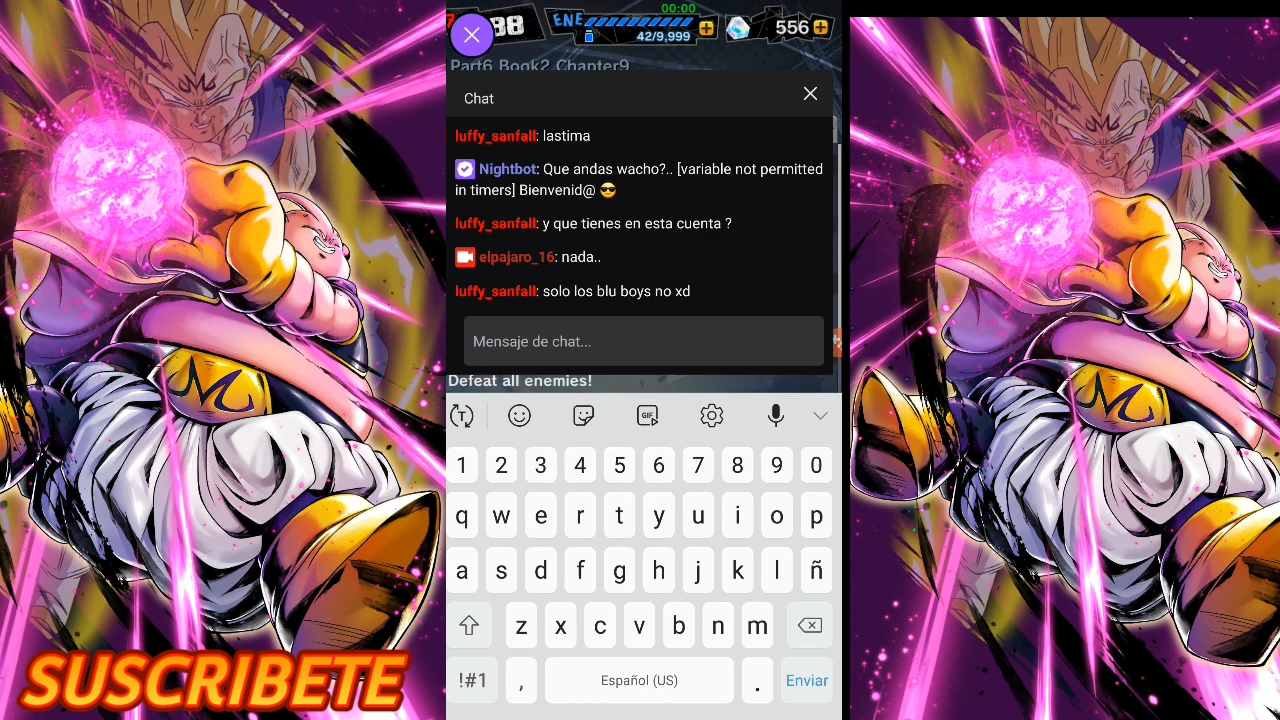 00:00
88
ENE
42/9,999
556
Part6 Book2 Chapter9
Chat
luffy_sanfall: lastima
Nightbot: Que andas wacho?.. [variable not permitted
in timers] Bienvenid@ 😎
luffy_sanfall: y que tienes en esta cuenta ?
elpajaro_16: nada..
luffy_sanfall: solo los blu boys no xd
Mensaje de chat...
Defeat all enemies!
GIF
1 2 3 4 5 6 7 8 9 0
q w e r t y u i o p
a s d f g h j k l ñ
z x c v b n m
!#1 , Español (US) . Enviar
SUSCRIBETE